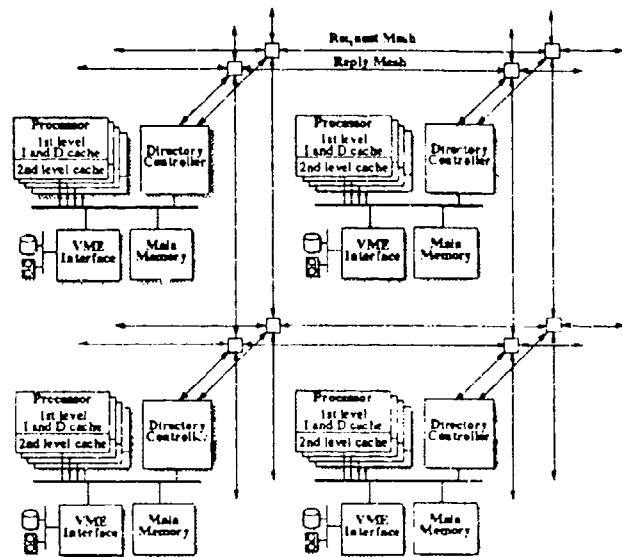 Request Mesh
Reply Mesh
Processor
1st level
I and D cache
2nd level cache
Directory
Controller
VME
Interface
Main
Memory
Processor
1st level
I and D cache
2nd level cache
Directory
Controller
VME
Interface
Main
Memory
Processor
1st level
I and D cache
2nd level cache
Directory
Controller
VME
Interface
Main
Memory
Processor
1st level
I and D cache
2nd level cache
Directory
Controller
VME
Interface
Main
Memory